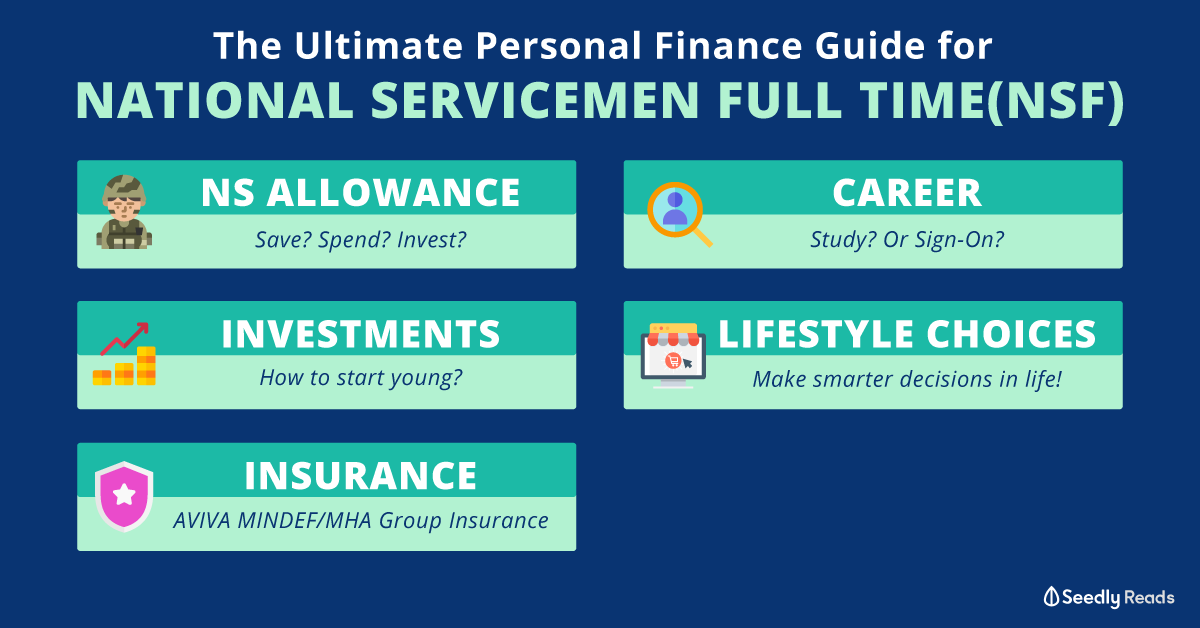 The Ultimate Personal Finance Guide for
NATIONAL SERVICEMEN FULL TIME(NSF)
NS ALLOWANCE
Save? Spend? Invest?
CAREER
Study? Or Sign-On?
INVESTMENTS
How to start young?
LIFESTYLE CHOICES
Make smarter decisions in life!
INSURANCE
AVIVA MINDEF/MHA Group Insurance
Seedly Reads